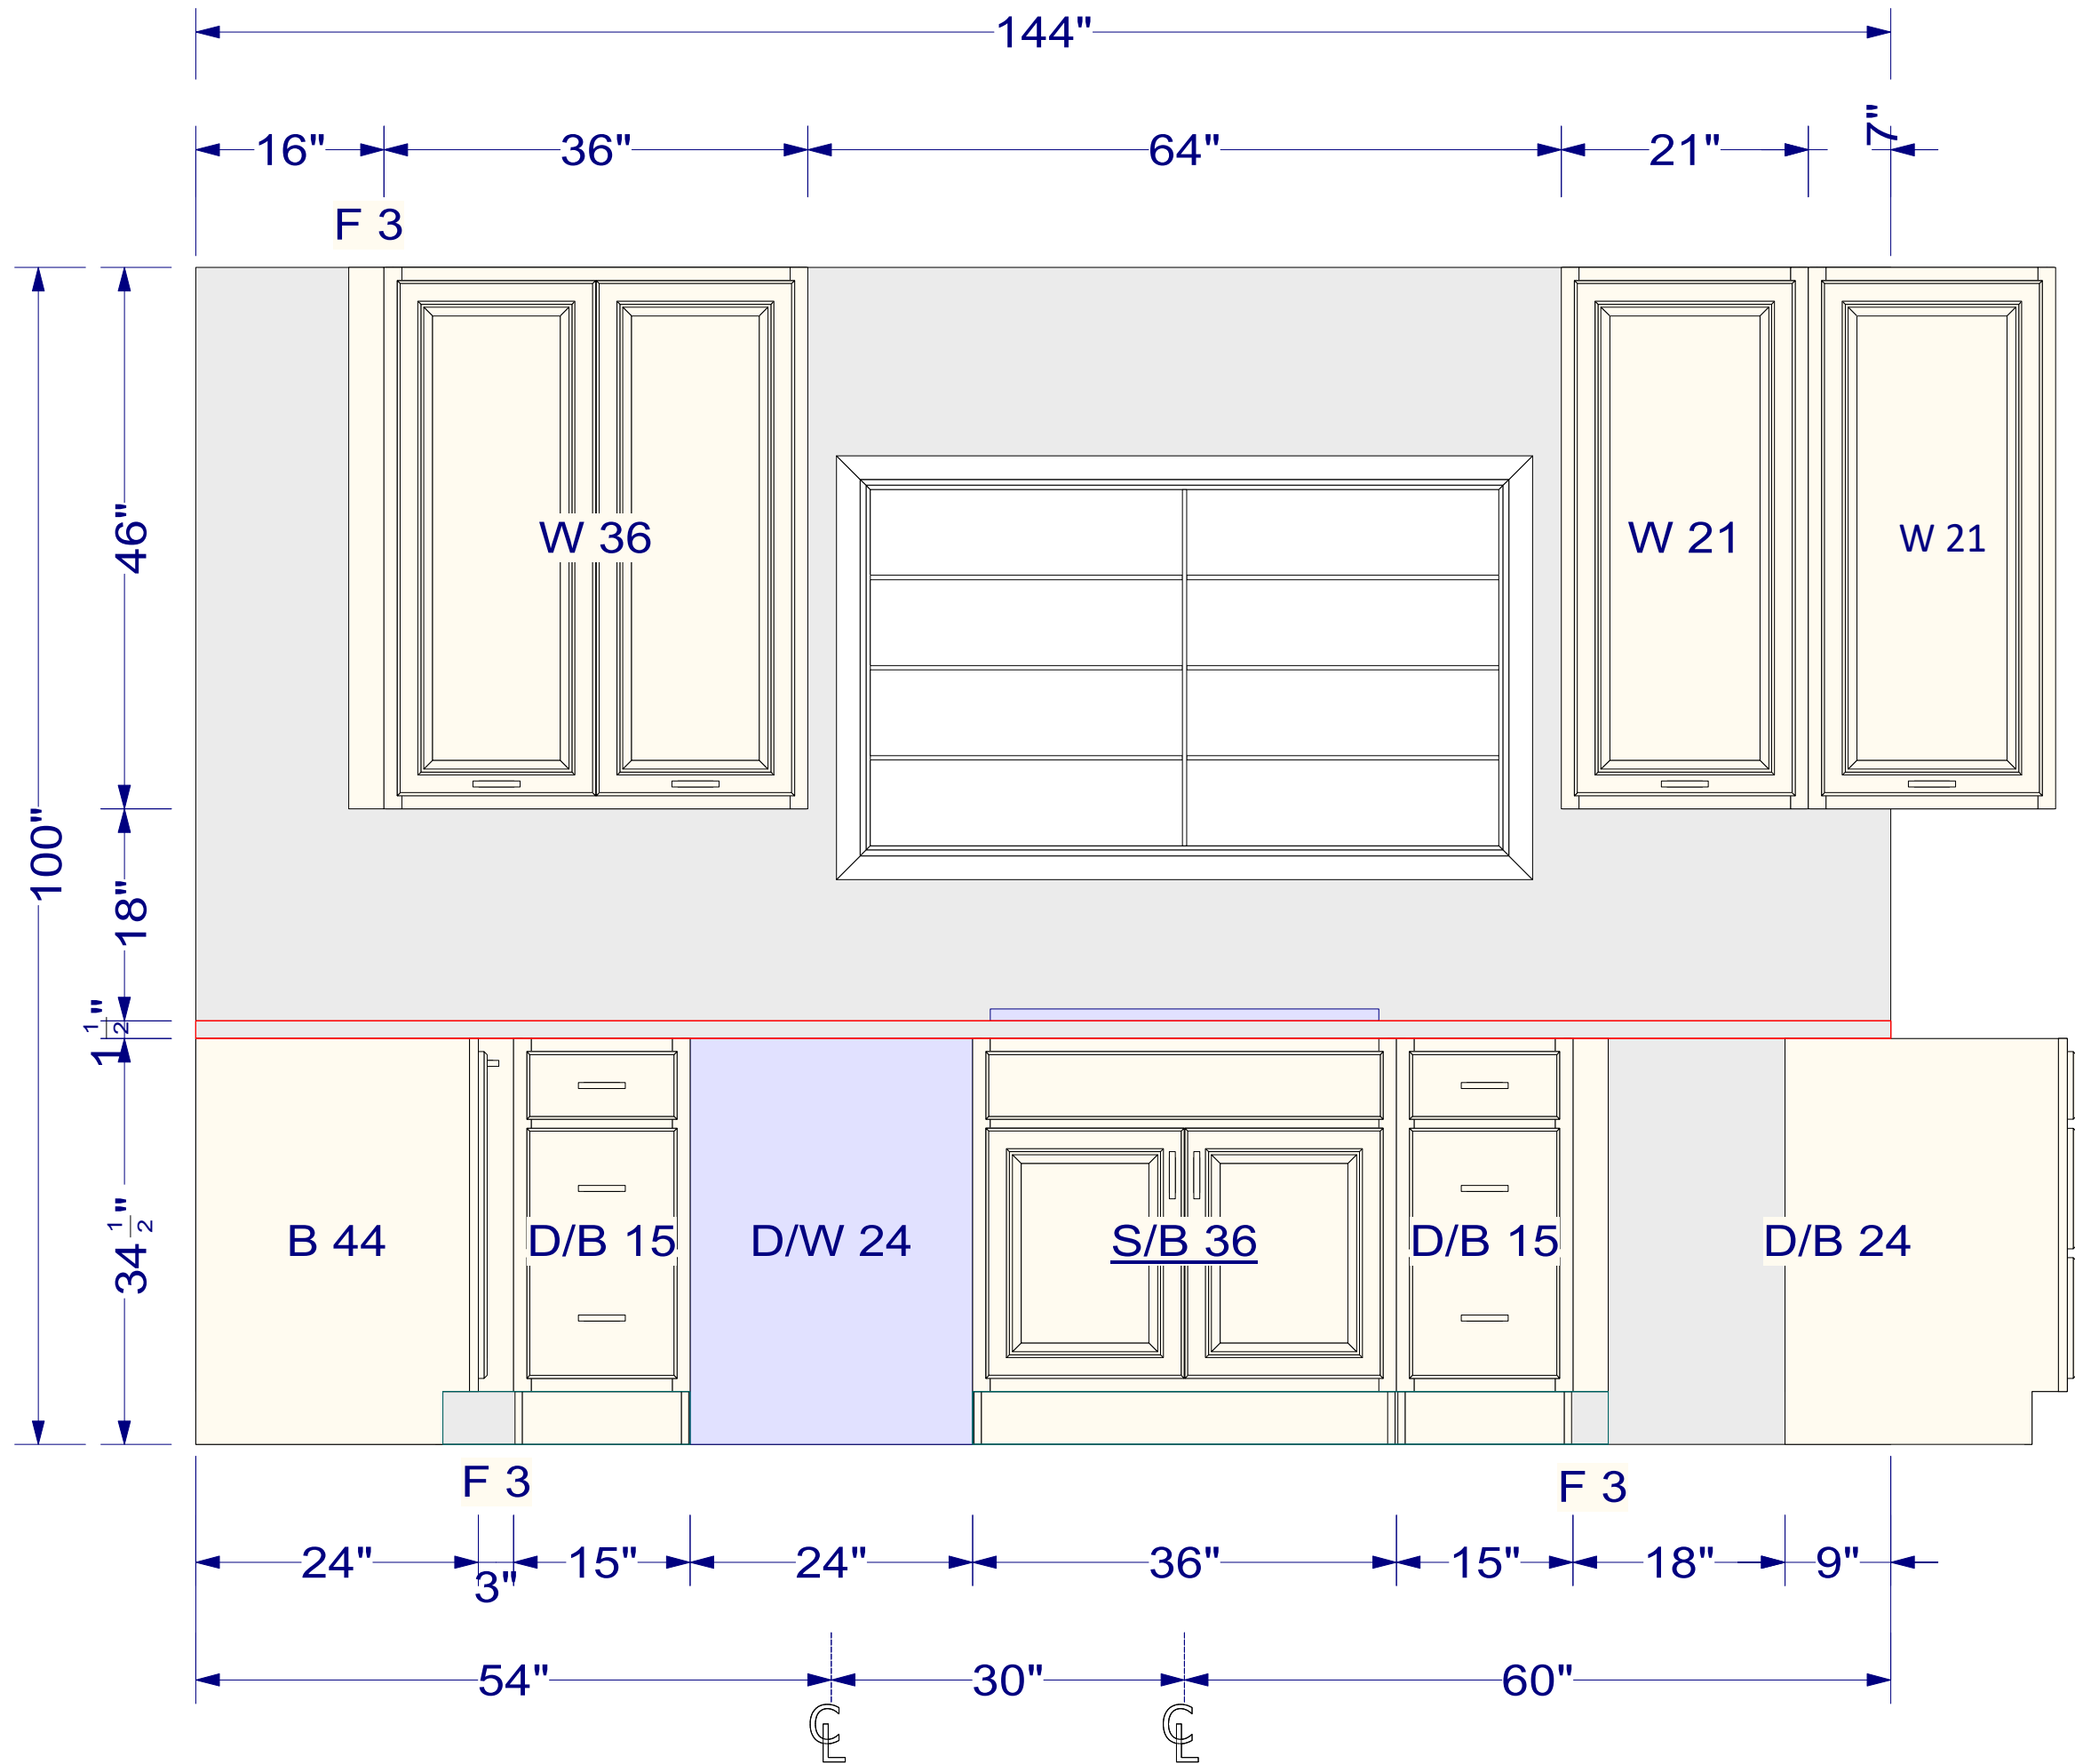 144"
16" 36" 64" 21" 7"
F 3
46"
W 36 W 21 W 21
100"
18"
1 1/2"
34 1/2"
B 44 D/B 15 D/W 24 S/B 36 D/B 15 D/B 24
F 3 F 3
24" 3" 15" 24" 36" 15" 18" 9"
54" 30" 60"
CL CL